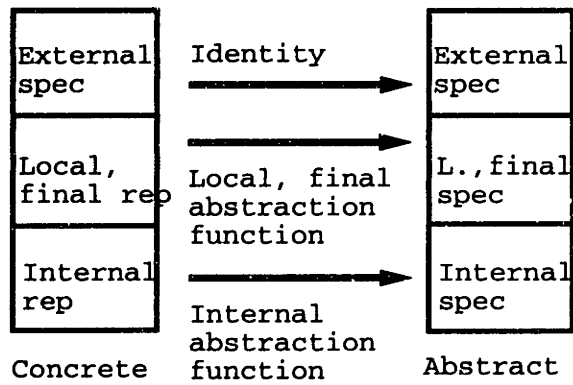 External
spec
Local,
final rep
Internal
rep
Concrete
Identity
Local, final
abstraction
function
Internal
abstraction
function
External
spec
L.,final
spec
Internal
spec
Abstract